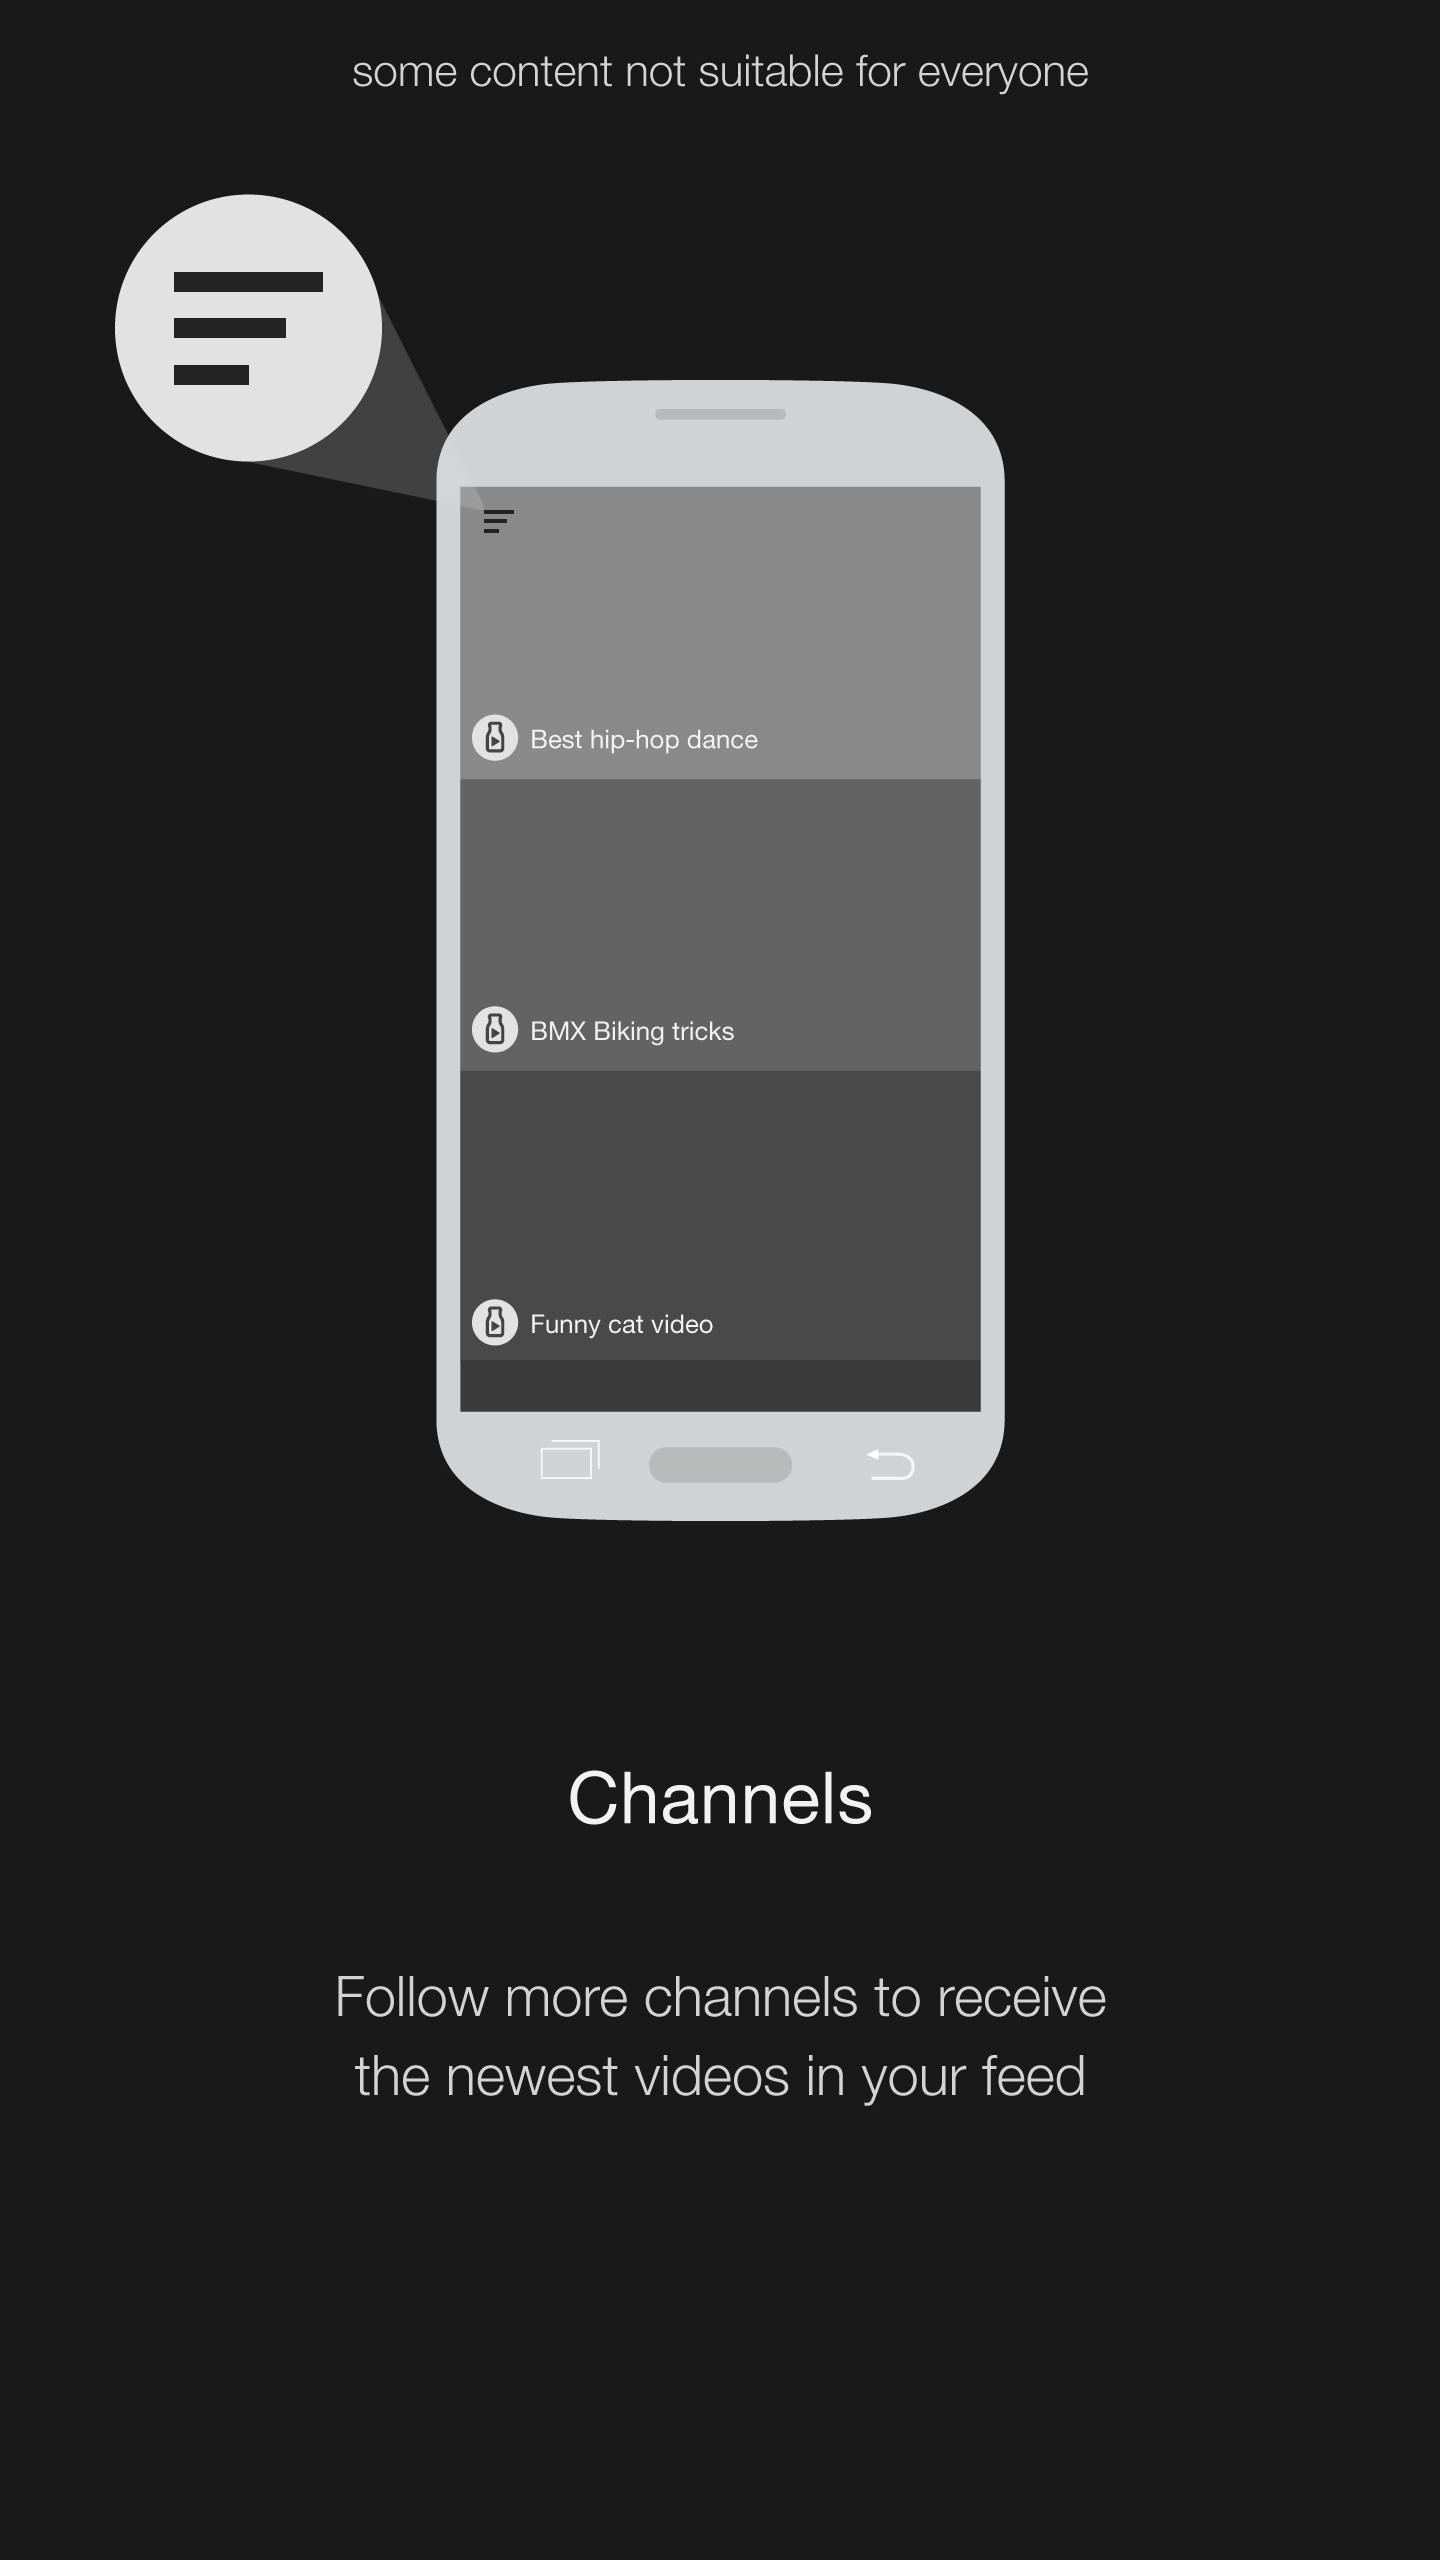 some content not suitable for everyone
Best hip-hop dance
BMX Biking tricks
Funny cat video
Channels
Follow more channels to receive
the newest videos in your feed